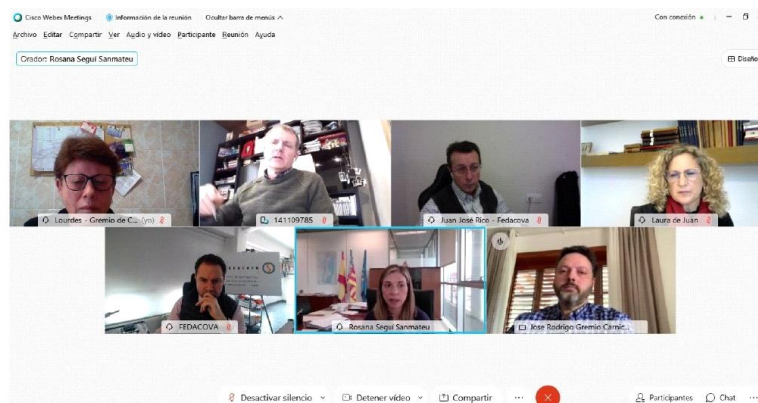 Cisco Webex Meetings Información de la reunión Ocultar barra de menús Con conexión
Archivo Editar Compartir Ver Audio y vídeo Participante Reunión Ayuda
Orador: Rosana Seguí Sanmateu Diseño
Lourdes - Gremio de C... (yo) 141109785 Juan José Rico - Fedacova Laura de Juan
FEDACOVA Rosana Seguí Sanmateu Jose Rodrigo Gremio Carnic...
Desactivar silencio Detener vídeo Compartir ... Participantes Chat ...